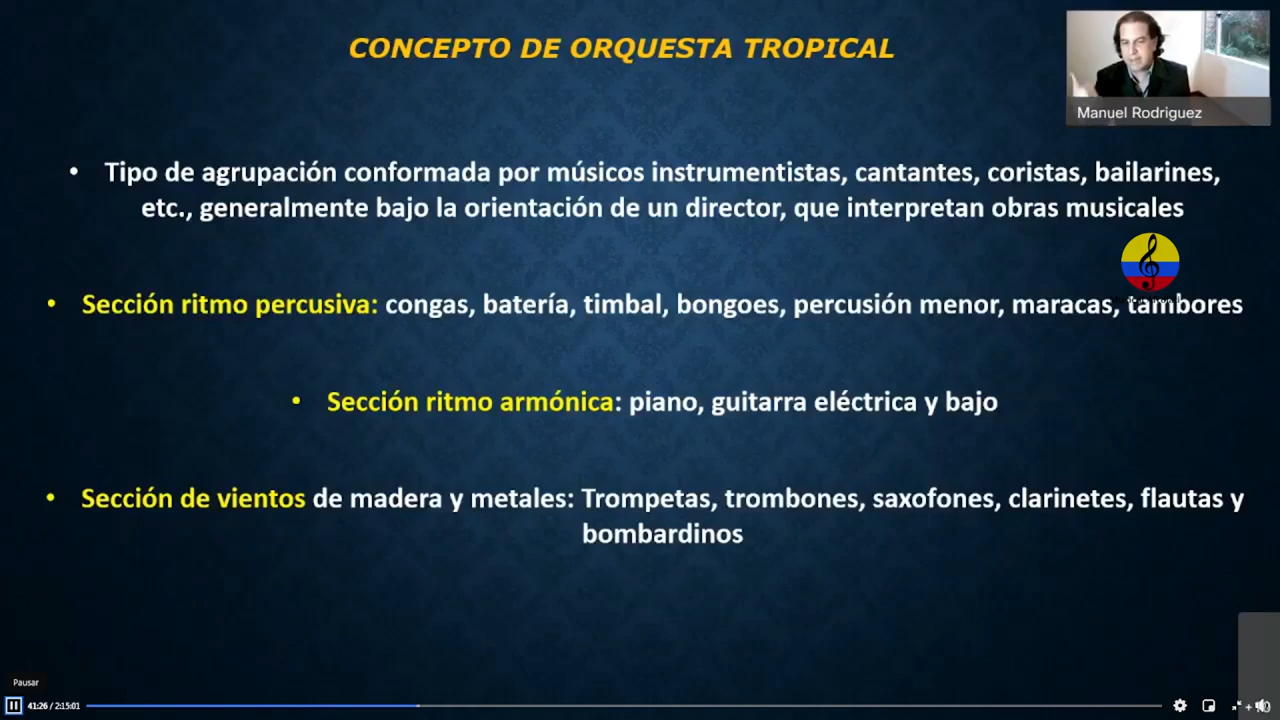 CONCEPTO DE ORQUESTA TROPICAL
Manuel Rodriguez
• Tipo de agrupación conformada por músicos instrumentistas, cantantes, coristas, bailarines,
etc., generalmente bajo la orientación de un director, que interpretan obras musicales
• Sección ritmo percusiva: congas, batería, timbal, bongoes, percusión menor, maracas, tambores
• Sección ritmo armónica: piano, guitarra eléctrica y bajo
• Sección de vientos de madera y metales: Trompetas, trombones, saxofones, clarinetes, flautas y
bombardinos
Pausar
41:26 / 2:15:01